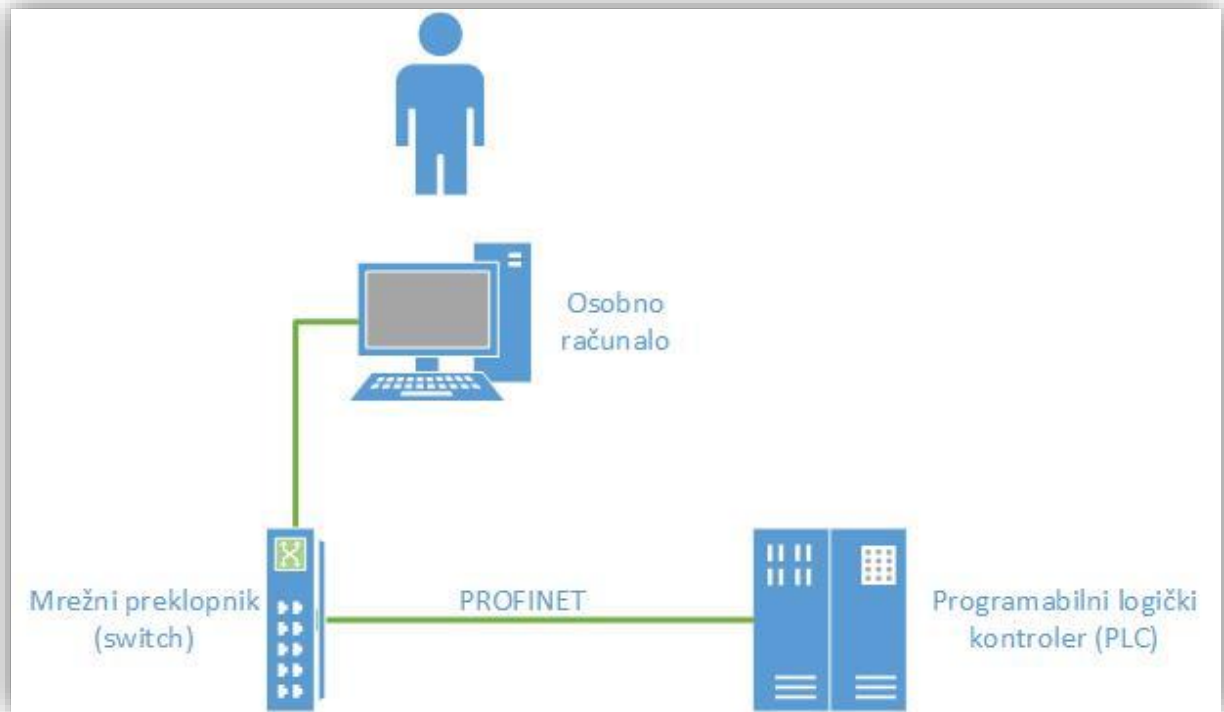 Osobno
računalo
Mrežni preklopnik
(switch)
PROFINET
Programabilni logički
kontroler (PLC)